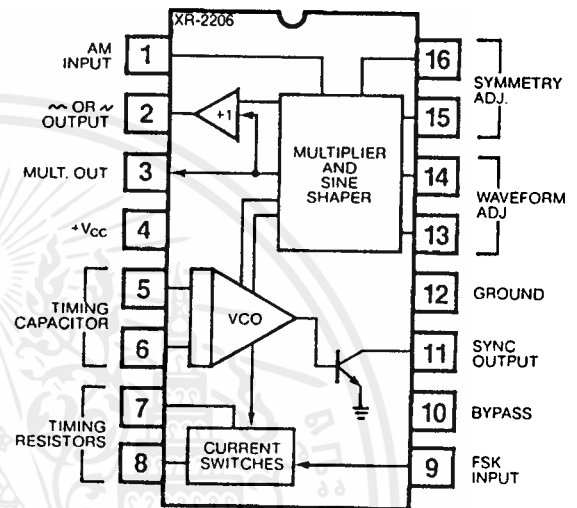 XR-2206
AM
INPUT
1
16
SYMMETRY
ADJ.
~ OR ~
OUTPUT
2
+1
15
MULT. OUT
3
MULTIPLIER
AND
SINE
SHAPER
14
WAVEFORM
ADJ
+VCC
4
13
TIMING
CAPACITOR
5
12
GROUND
VCO
6
11
SYNC
OUTPUT
TIMING
RESISTORS
7
10
BYPASS
8
CURRENT
SWITCHES
9
FSK
INPUT